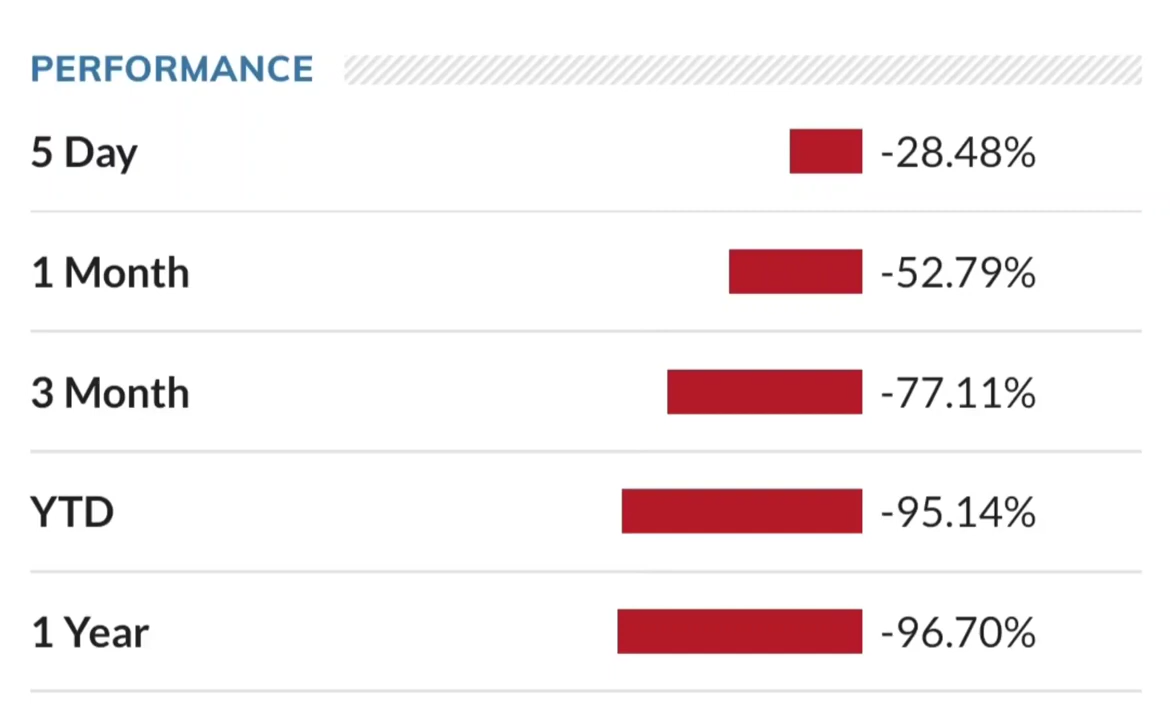 PERFORMANCE
5 Day -28.48%
1 Month -52.79%
3 Month -77.11%
YTD -95.14%
1 Year -96.70%